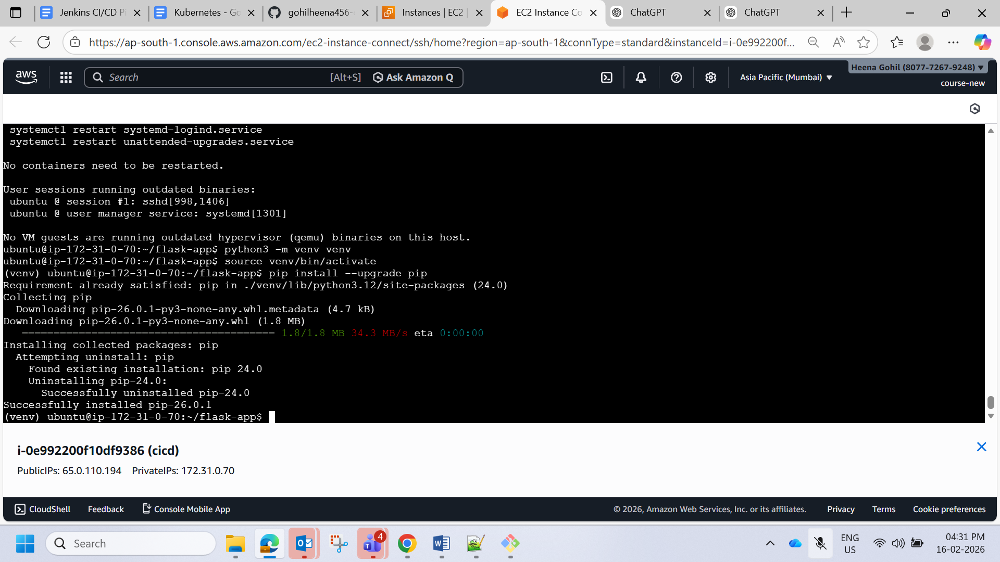 Jenkins CI/CD Pi
Kubernetes - Go
gohilheena456-
Instances | EC2 |
EC2 Instance Co
ChatGPT
ChatGPT
https://ap-south-1.console.aws.amazon.com/ec2-instance-connect/ssh/home?region=ap-south-1&connType=standard&instanceId=i-0e992200f...
aws
Search [Alt+S] Ask Amazon Q
Asia Pacific (Mumbai)
Heena Gohil (8077-7267-9248)
course-new
systemctl restart systemd-logind.service
systemctl restart unattended-upgrades.service
No containers need to be restarted.
User sessions running outdated binaries:
ubuntu @ session #1: sshd[998,1406]
ubuntu @ user manager service: systemd[1301]
No VM guests are running outdated hypervisor (qemu) binaries on this host.
ubuntu@ip-172-31-0-70:~/flask-app$ python3 -m venv venv
ubuntu@ip-172-31-0-70:~/flask-app$ source venv/bin/activate
(venv) ubuntu@ip-172-31-0-70:~/flask-app$ pip install --upgrade pip
Requirement already satisfied: pip in ./venv/lib/python3.12/site-packages (24.0)
Collecting pip
Downloading pip-26.0.1-py3-none-any.whl.metadata (4.7 kB)
Downloading pip-26.0.1-py3-none-any.whl (1.8 MB)
1.8/1.8 MB 34.3 MB/s eta 0:00:00
Installing collected packages: pip
Attempting uninstall: pip
Found existing installation: pip 24.0
Uninstalling pip-24.0:
Successfully uninstalled pip-24.0
Successfully installed pip-26.0.1
(venv) ubuntu@ip-172-31-0-70:~/flask-app$
i-0e992200f10df9386 (cicd)
PublicIPs: 65.0.110.194 PrivateIPs: 172.31.0.70
CloudShell Feedback Console Mobile App © 2026, Amazon Web Services, Inc. or its affiliates. Privacy Terms Cookie preferences
Search
4
ENG
US
04:31 PM
16-02-2026